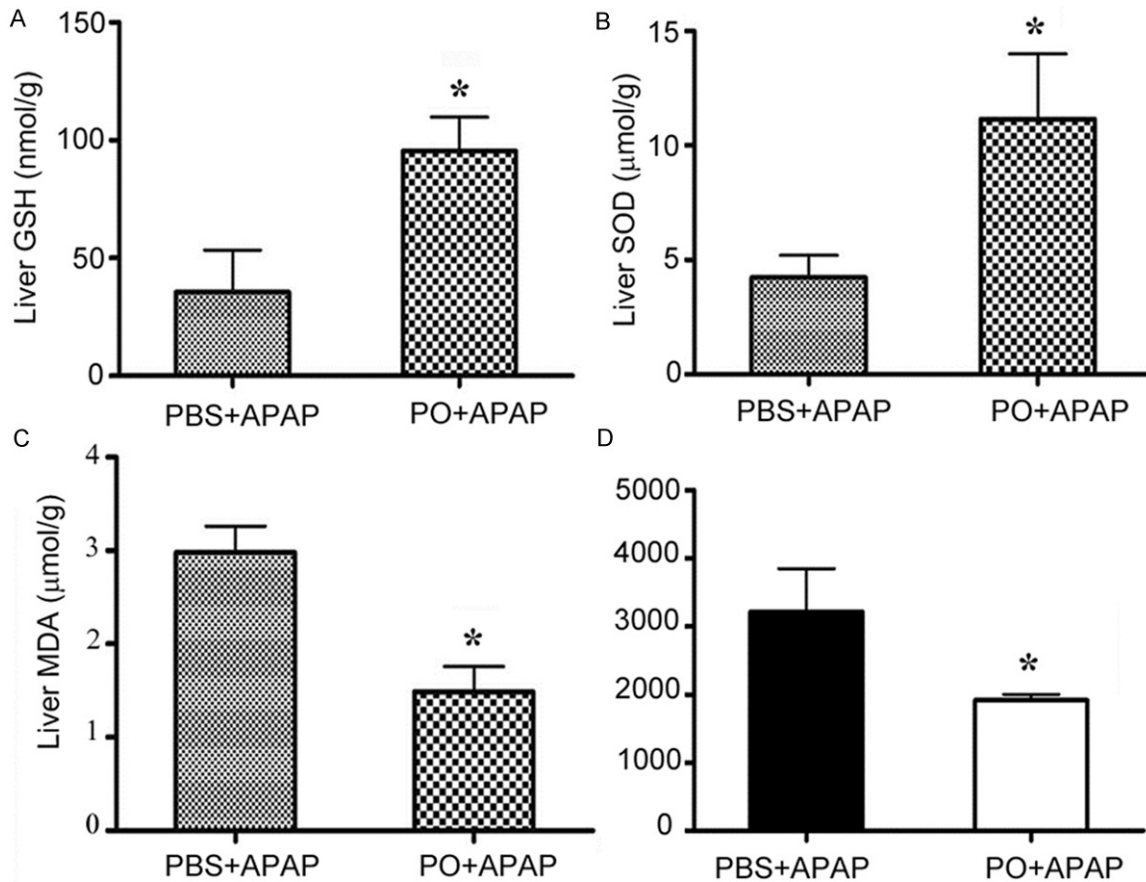 A
Liver GSH (nmol/g)
150
100
50
0
*
PBS+APAP
PO+APAP
B
Liver SOD (μmol/g)
15
10
5
0
*
PBS+APAP
PO+APAP
C
Liver MDA (μmol/g)
4
3
2
1
0
*
PBS+APAP
PO+APAP
D
5000
4000
3000
2000
1000
0
*
PBS+APAP
PO+APAP